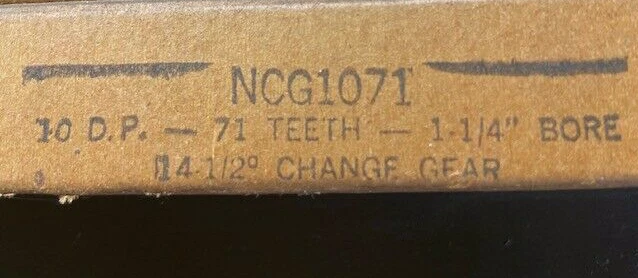 NCG1071
10 D.P. — 71 TEETH — 1-1/4" BORE
14-1/2° CHANGE GEAR